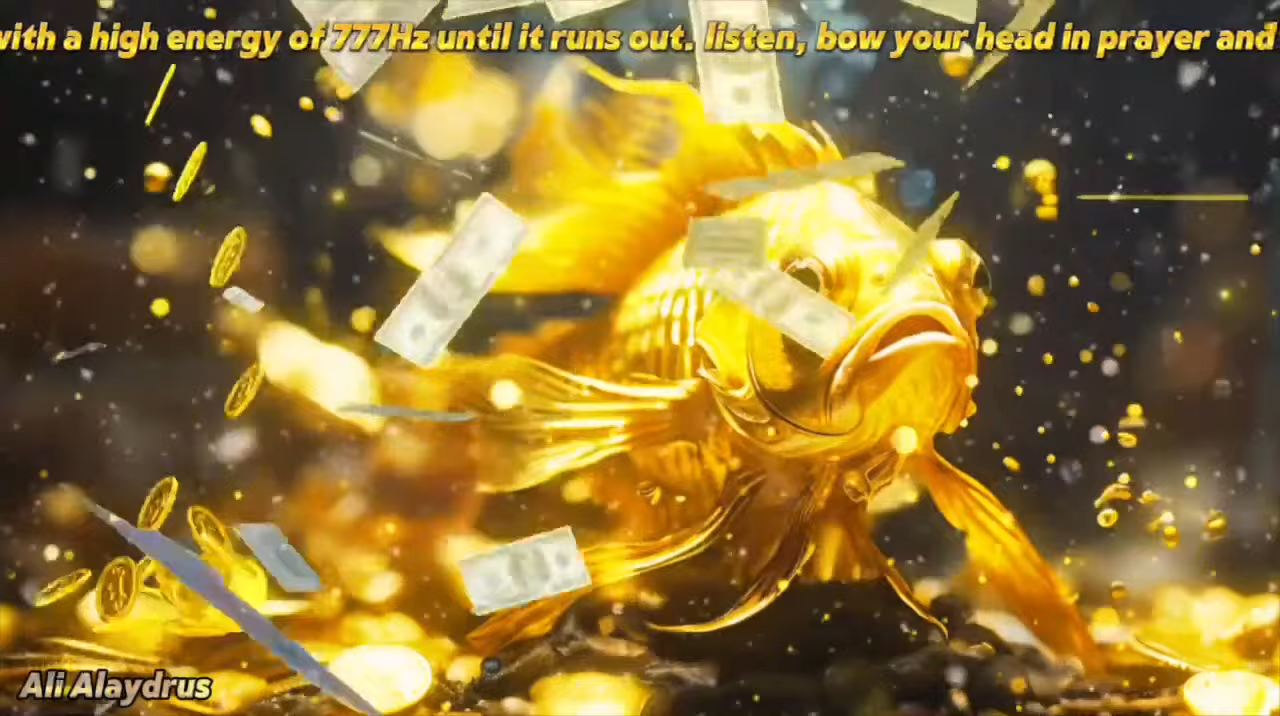 with a high energy of 777Hz until it runs out. listen, bow your head in prayer and
Ali Alaydrus